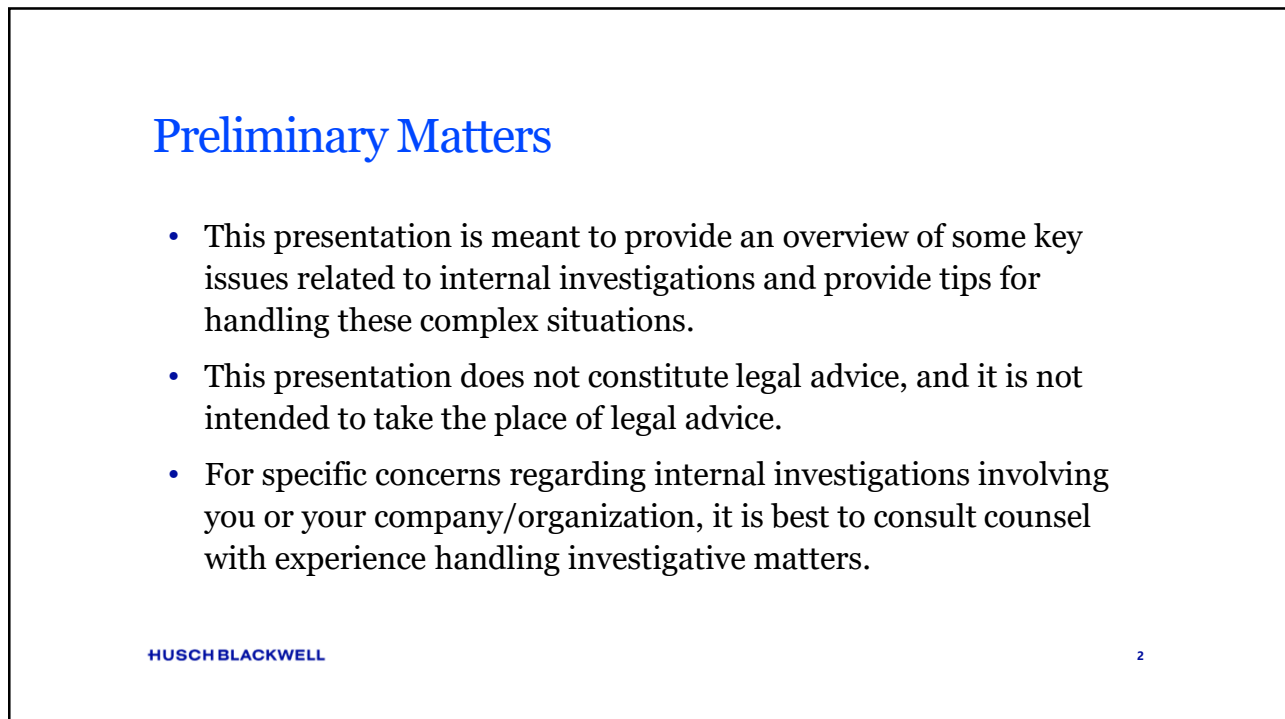 Preliminary Matters
• This presentation is meant to provide an overview of some key
issues related to internal investigations and provide tips for
handling these complex situations.
• This presentation does not constitute legal advice, and it is not
intended to take the place of legal advice.
• For specific concerns regarding internal investigations involving
you or your company/organization, it is best to consult counsel
with experience handling investigative matters.
HUSCH BLACKWELL
2